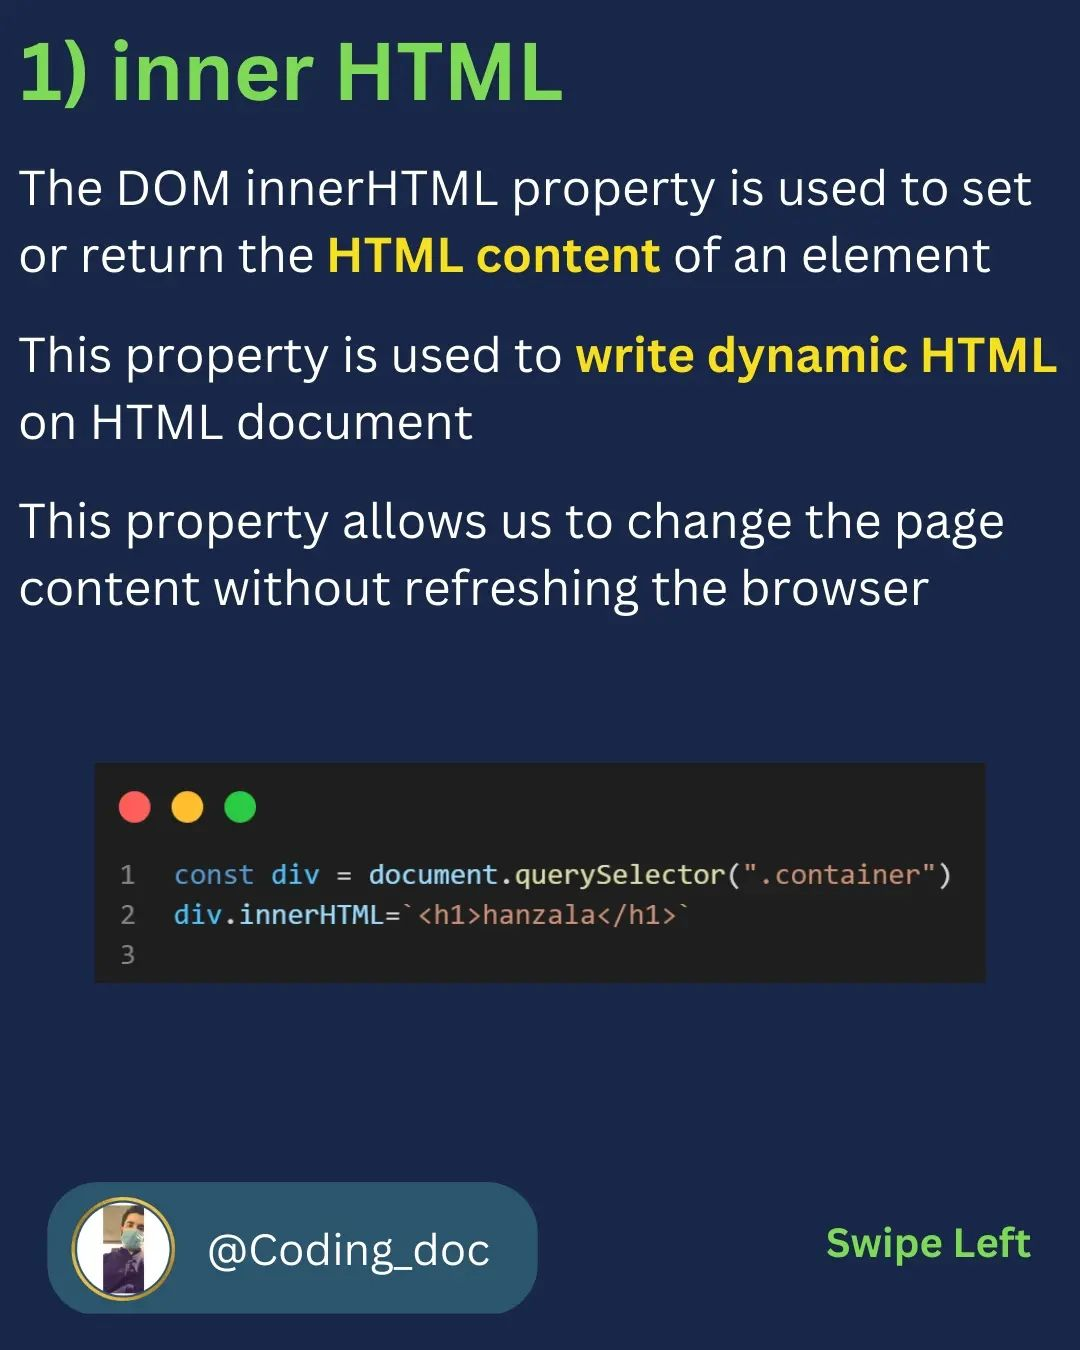 1) inner HTML
The DOM innerHTML property is used to set
or return the HTML content of an element
This property is used to write dynamic HTML
on HTML document
This property allows us to change the page
content without refreshing the browser
1 const div = document.querySelector(".container")
2 div.innerHTML=`<h1>hanzala</h1>`
3
@Coding_doc
Swipe Left